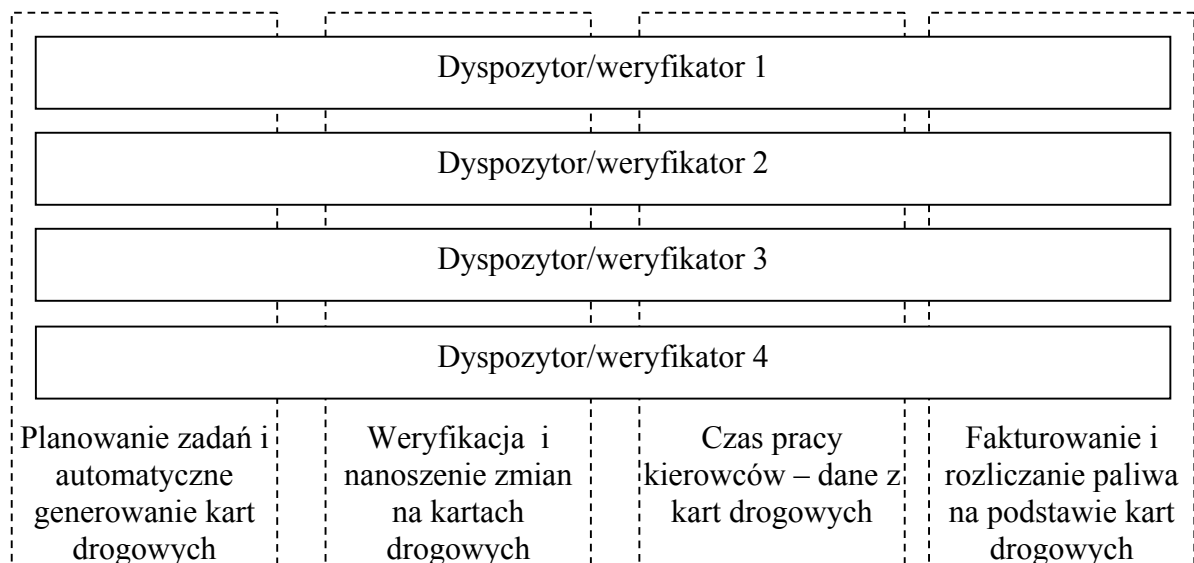 Dyspozytor/weryfikator 1
Dyspozytor/weryfikator 2
Dyspozytor/weryfikator 3
Dyspozytor/weryfikator 4
Planowanie zadań i
automatyczne
generowanie kart
drogowych
Weryfikacja i
nanoszenie zmian
na kartach
drogowych
Czas pracy
kierowców – dane z
kart drogowych
Fakturowanie i
rozliczanie paliwa
na podstawie kart
drogowych